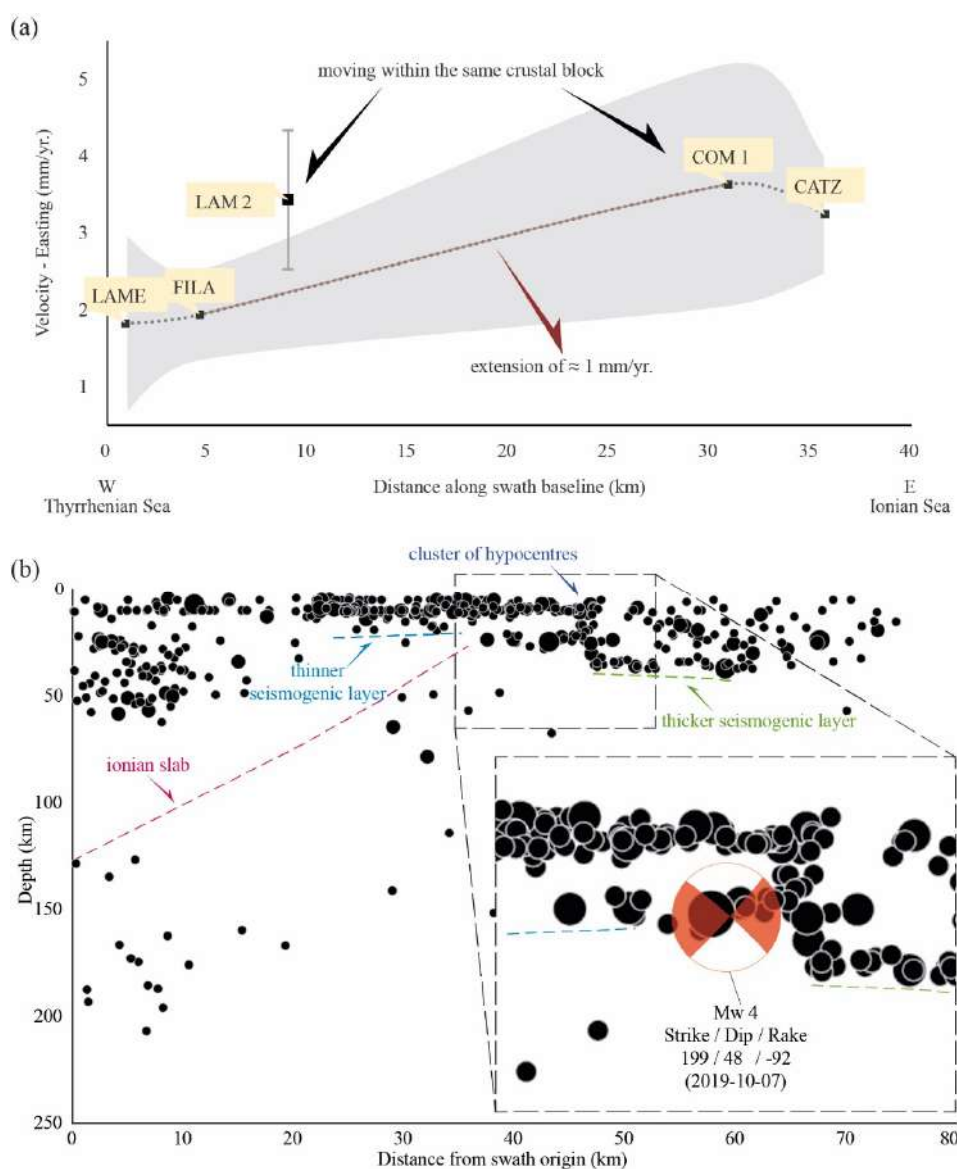 (a)
5
moving within the same crustal block
4
COM 1
CATZ
LAM 2
3
FILA
LAME
2
extension of ≈ 1 mm/yr.
1
Velocity - Easting (mm/yr.)
0 5 10 15 20 25 30 35 40
W
Thyrrhenian Sea
Distance along swath baseline (km)
E
Ionian Sea
(b)
cluster of hypocentres
0
thinner
seismogenic layer
50
thicker seismogenic layer
ionian slab
100
Depth (km)
150
200
250
Mw 4
Strike / Dip / Rake
199 / 48 / -92
(2019-10-07)
0 10 20 30 40 50 60 70 80
Distance from swath origin (km)